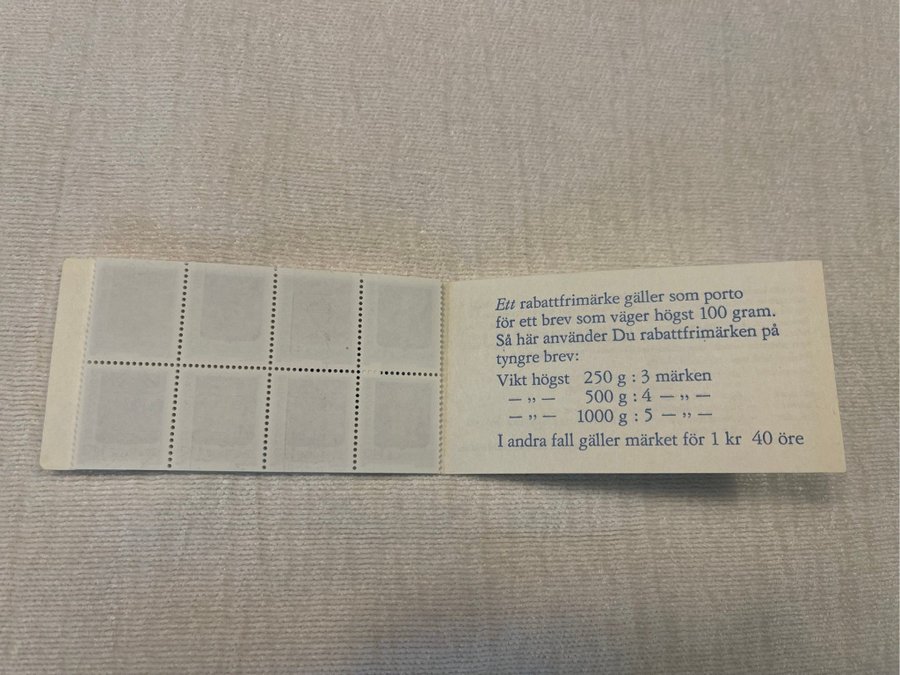 Ett rabattfrimärke gäller som porto
för ett brev som väger högst 100 gram.
Så här använder Du rabattfrimärken på
tyngre brev:
Vikt högst 250 g : 3 märken
— „ — 500 g : 4 — „ —
— „ — 1000 g : 5 — „ —
I andra fall gäller märket för 1 kr 40 öre